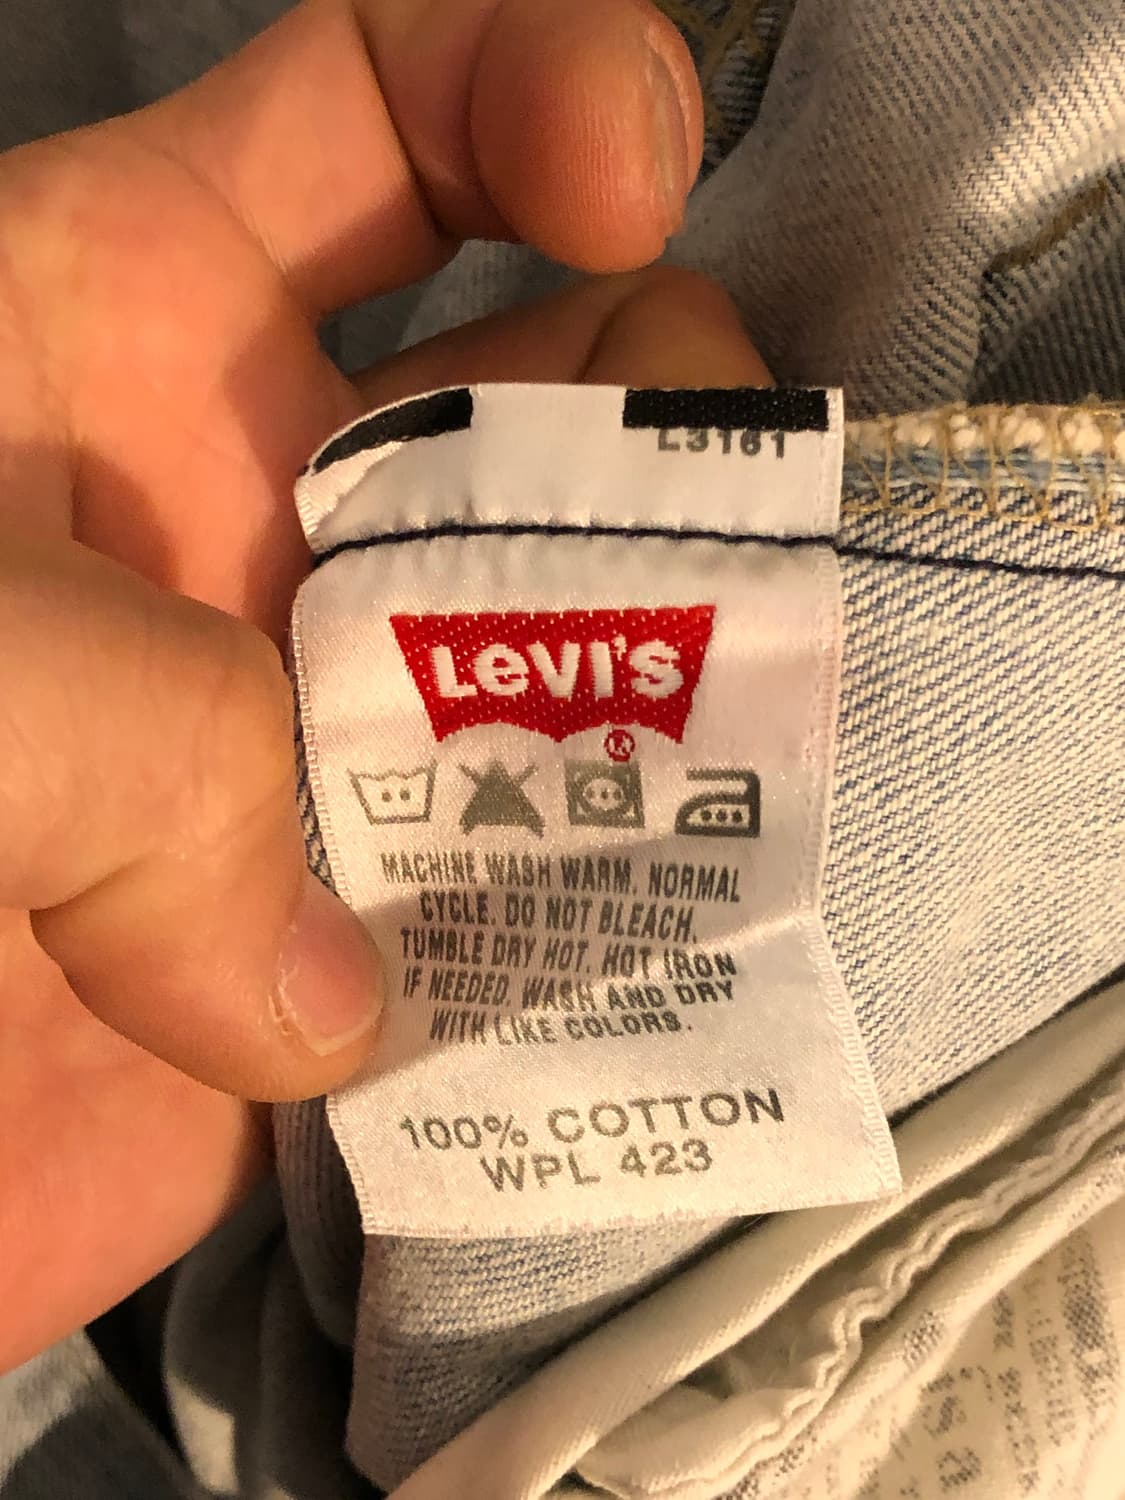 L3161
LEVI'S
®
MACHINE WASH WARM. NORMAL
CYCLE. DO NOT BLEACH.
TUMBLE DRY HOT. HOT IRON
IF NEEDED. WASH AND DRY
WITH LIKE COLORS.
100% COTTON
WPL 423